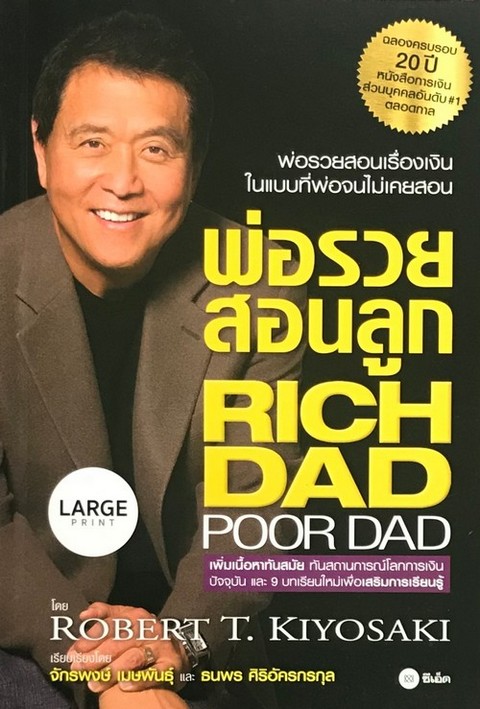 ฉลองครบรอบ
20 ปี
หนังสือการเงิน
ส่วนบุคคลอันดับ #1
ตลอดกาล
พ่อรวยสอนเรื่องเงิน
ในแบบที่พ่อจนไม่เคยสอน
พ่อรวย
สอนลูก
RICH
DAD
POOR DAD
LARGE
PRINT
เพิ่มเนื้อหาทันสมัย ทันสถานการณ์โลกการเงิน
ปัจจุบัน และ 9 บทเรียนใหม่เพื่อเสริมการเรียนรู้
โดย
ROBERT T. KIYOSAKI
เรียบเรียงโดย
จักรพงษ์ เมษพันธุ์ และ ธนพร ศิริอัครกุล
ซีเอ็ด